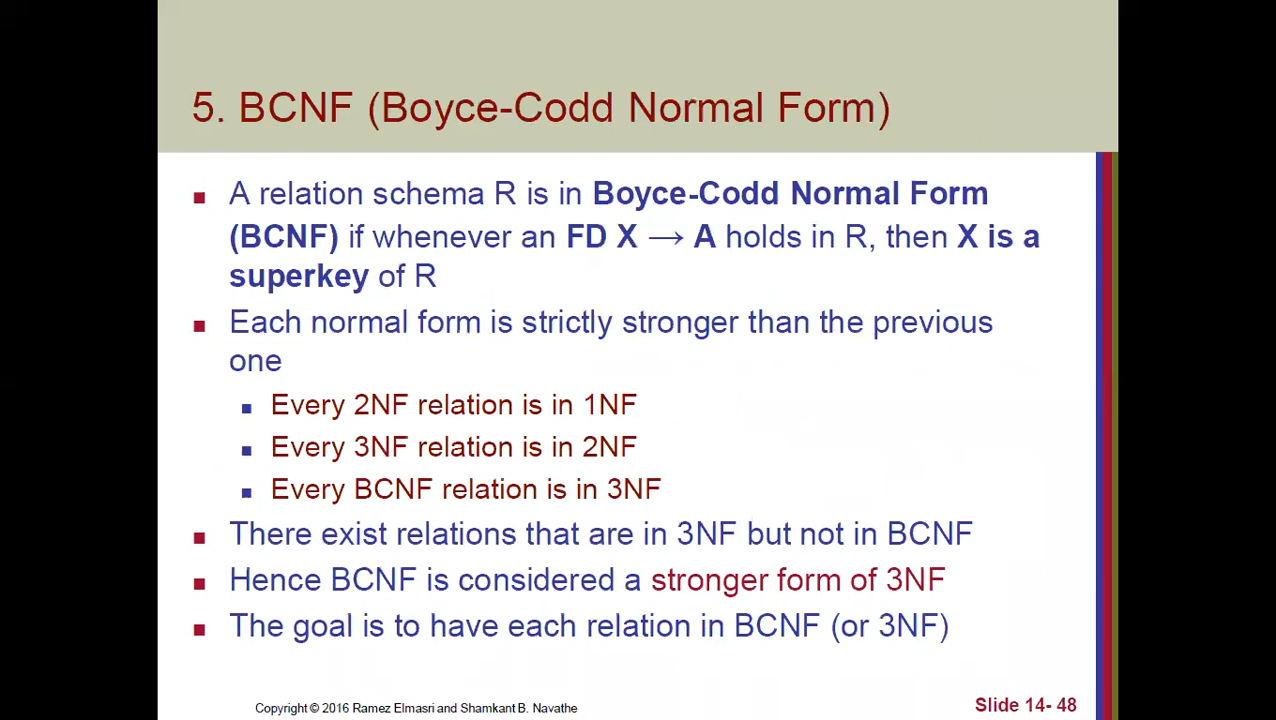 5. BCNF (Boyce-Codd Normal Form)
■ A relation schema R is in Boyce-Codd Normal Form
(BCNF) if whenever an FD X → A holds in R, then X is a
superkey of R
■ Each normal form is strictly stronger than the previous
one
■ Every 2NF relation is in 1NF
■ Every 3NF relation is in 2NF
■ Every BCNF relation is in 3NF
■ There exist relations that are in 3NF but not in BCNF
■ Hence BCNF is considered a stronger form of 3NF
■ The goal is to have each relation in BCNF (or 3NF)
Copyright © 2016 Ramez Elmasri and Shamkant B. Navathe
Slide 14- 48